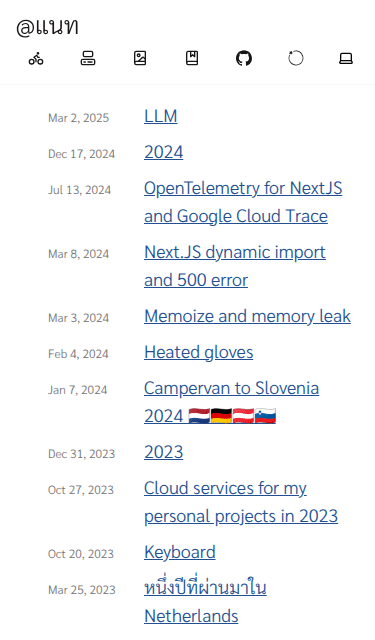 @แนท
Mar 2, 2025 LLM
Dec 17, 2024 2024
Jul 13, 2024 OpenTelemetry for NextJS
and Google Cloud Trace
Mar 8, 2024 Next.JS dynamic import
and 500 error
Mar 3, 2024 Memoize and memory leak
Feb 4, 2024 Heated gloves
Jan 7, 2024 Campervan to Slovenia
2024 🇳🇱🇩🇪🇦🇹🇸🇮
Dec 31, 2023 2023
Oct 27, 2023 Cloud services for my
personal projects in 2023
Oct 20, 2023 Keyboard
Mar 25, 2023 หนึ่งปีที่ผ่านมาใน
Netherlands